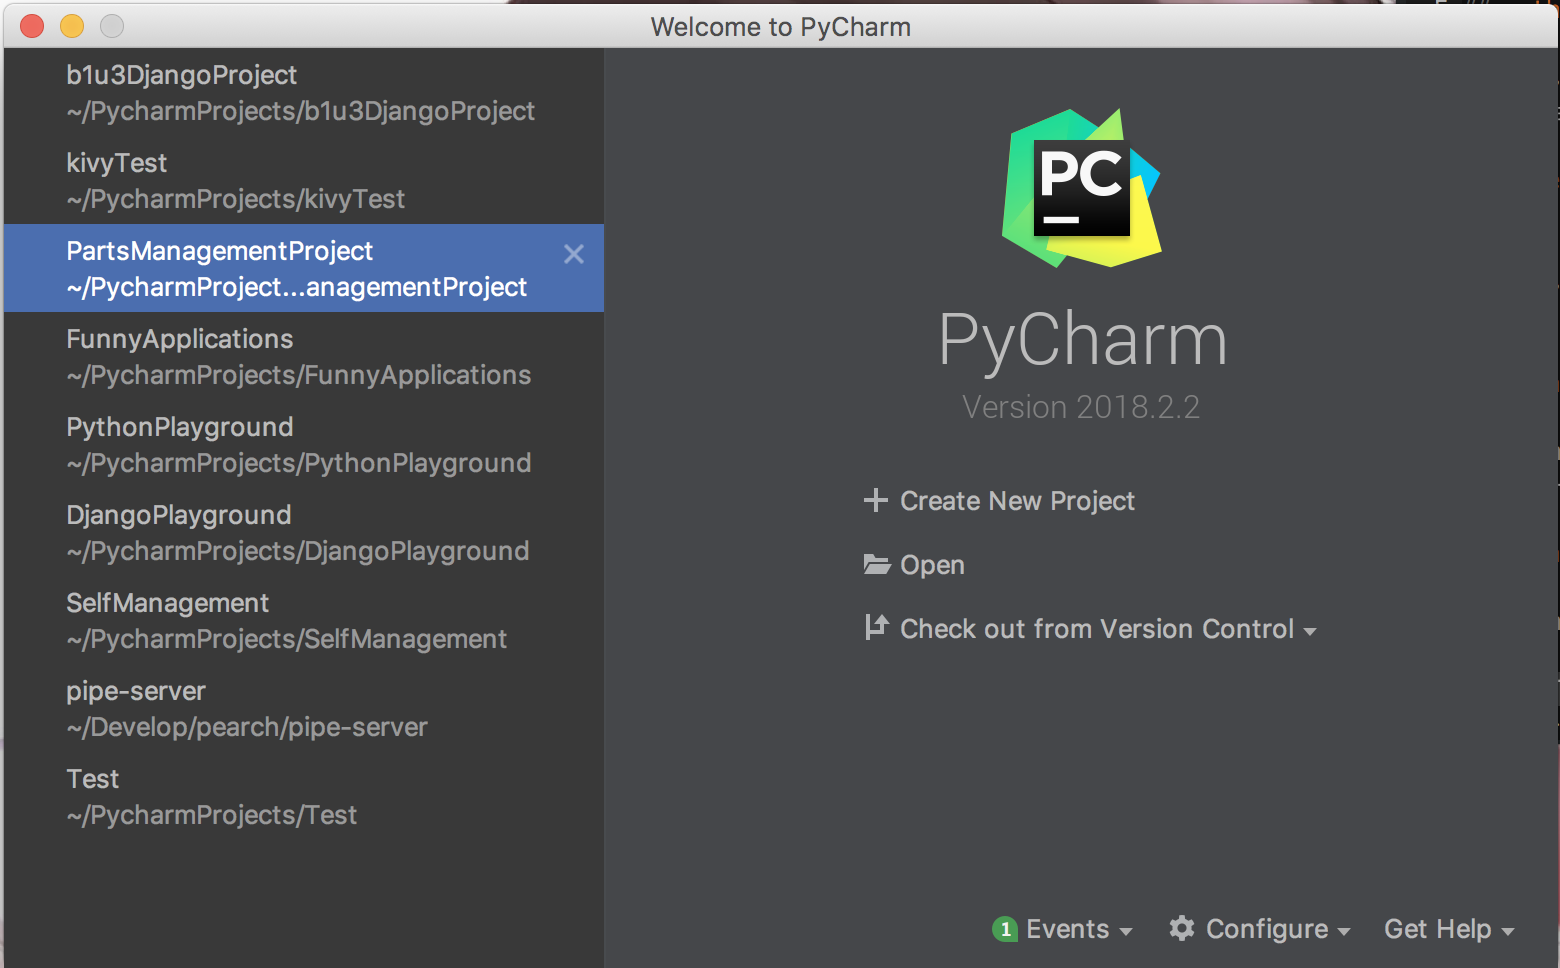 Welcome to PyCharm
b1u3DjangoProject
~/PycharmProjects/b1u3DjangoProject
kivyTest
~/PycharmProjects/kivyTest
PartsManagementProject
~/PycharmProject...anagementProject
FunnyApplications
~/PycharmProjects/FunnyApplications
PythonPlayground
~/PycharmProjects/PythonPlayground
DjangoPlayground
~/PycharmProjects/DjangoPlayground
SelfManagement
~/PycharmProjects/SelfManagement
pipe-server
~/Develop/pearch/pipe-server
Test
~/PycharmProjects/Test
PC
PyCharm
Version 2018.2.2
Create New Project
Open
Check out from Version Control
1 Events Configure Get Help